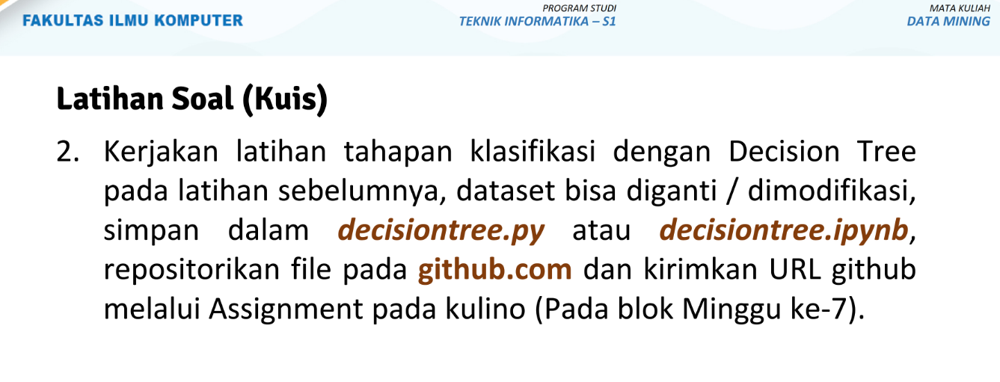 FAKULTAS ILMU KOMPUTER
PROGRAM STUDI
TEKNIK INFORMATIKA – S1
MATA KULIAH
DATA MINING
Latihan Soal (Kuis)
2. Kerjakan latihan tahapan klasifikasi dengan Decision Tree
pada latihan sebelumnya, dataset bisa diganti / dimodifikasi,
simpan dalam decisiontree.py atau decisiontree.ipynb,
repositorikan file pada github.com dan kirimkan URL github
melalui Assignment pada kulino (Pada blok Minggu ke-7).